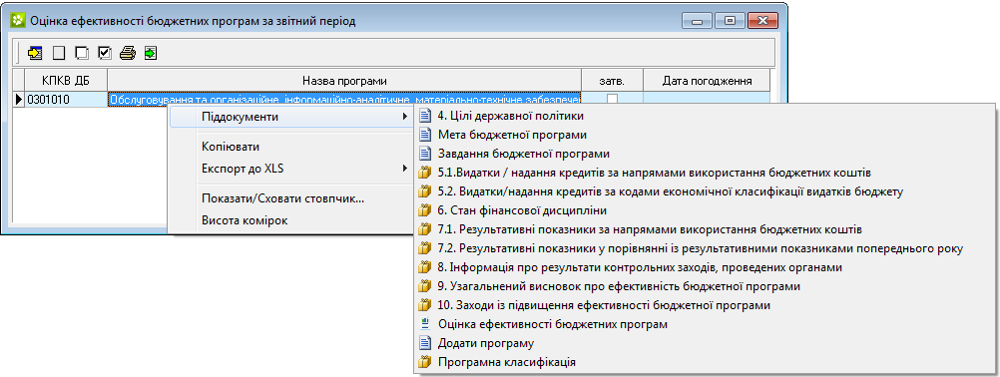 Оцінка ефективності бюджетних програм за звітний період
КПКВ ДБ Назва програми затв. Дата погодження
0301010 Обслуговування та організаційне, інформаційно-аналітичне, матеріально-технічне забезпечен
Піддокументи
Копіювати
Експорт до XLS
Показати/Сховати стовпчик...
Висота комірок
4. Цілі державної політики
Мета бюджетної програми
Завдання бюджетної програми
5.1.Видатки / надання кредитів за напрямами використання бюджетних коштів
5.2. Видатки/надання кредитів за кодами економічної класифікації видатків бюджету
6. Стан фінансової дисципліни
7.1. Результативні показники за напрямами використання бюджетних коштів
7.2. Результативні показники у порівнянні із результативними показниками попереднього року
8. Інформація про результати контрольних заходів, проведених органами
9. Узагальнений висновок про ефективність бюджетної програми
10. Заходи із підвищення ефективності бюджетної програми
Оцінка ефективності бюджетних програм
Додати програму
Програмна класифікація